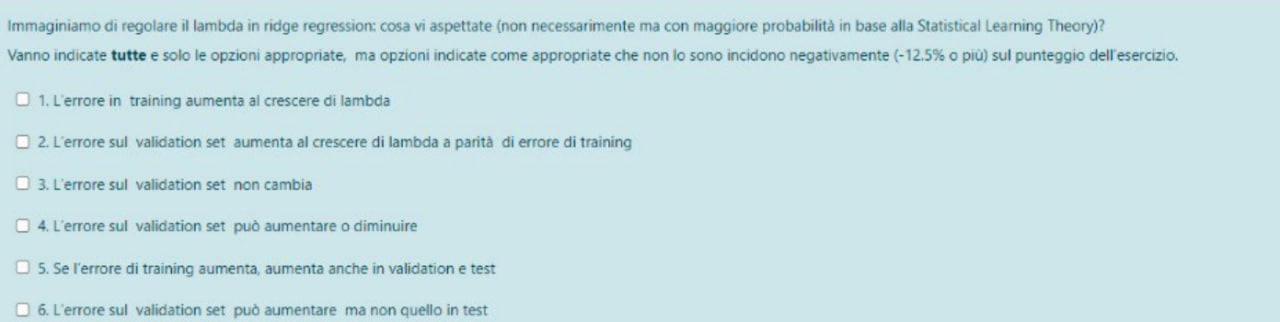 Immaginiamo di regolare il lambda in ridge regression: cosa vi aspettate (non necessarimente ma con maggiore probabilità in base alla Statistical Learning Theory)?
Vanno indicate tutte e solo le opzioni appropriate, ma opzioni indicate come appropriate che non lo sono incidono negativamente (-12.5% o più) sul punteggio dell'esercizio.
1. L'errore in training aumenta al crescere di lambda
2. L'errore sul validation set aumenta al crescere di lambda a parità di errore di training
3. L'errore sul validation set non cambia
4. L'errore sul validation set può aumentare o diminuire
5. Se l'errore di training aumenta, aumenta anche in validation e test
6. L'errore sul validation set può aumentare ma non quello in test